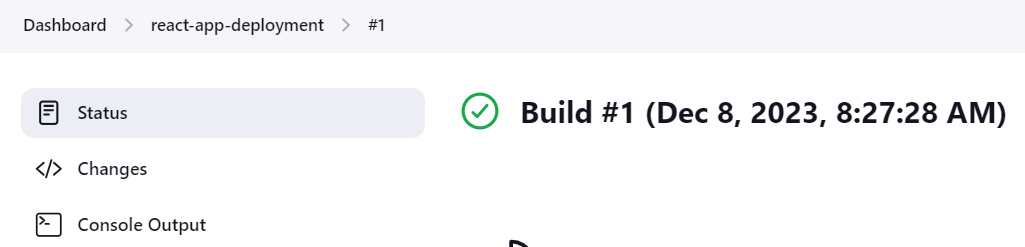 Dashboard > react-app-deployment > #1
Status
Build #1 (Dec 8, 2023, 8:27:28 AM)
Changes
Console Output